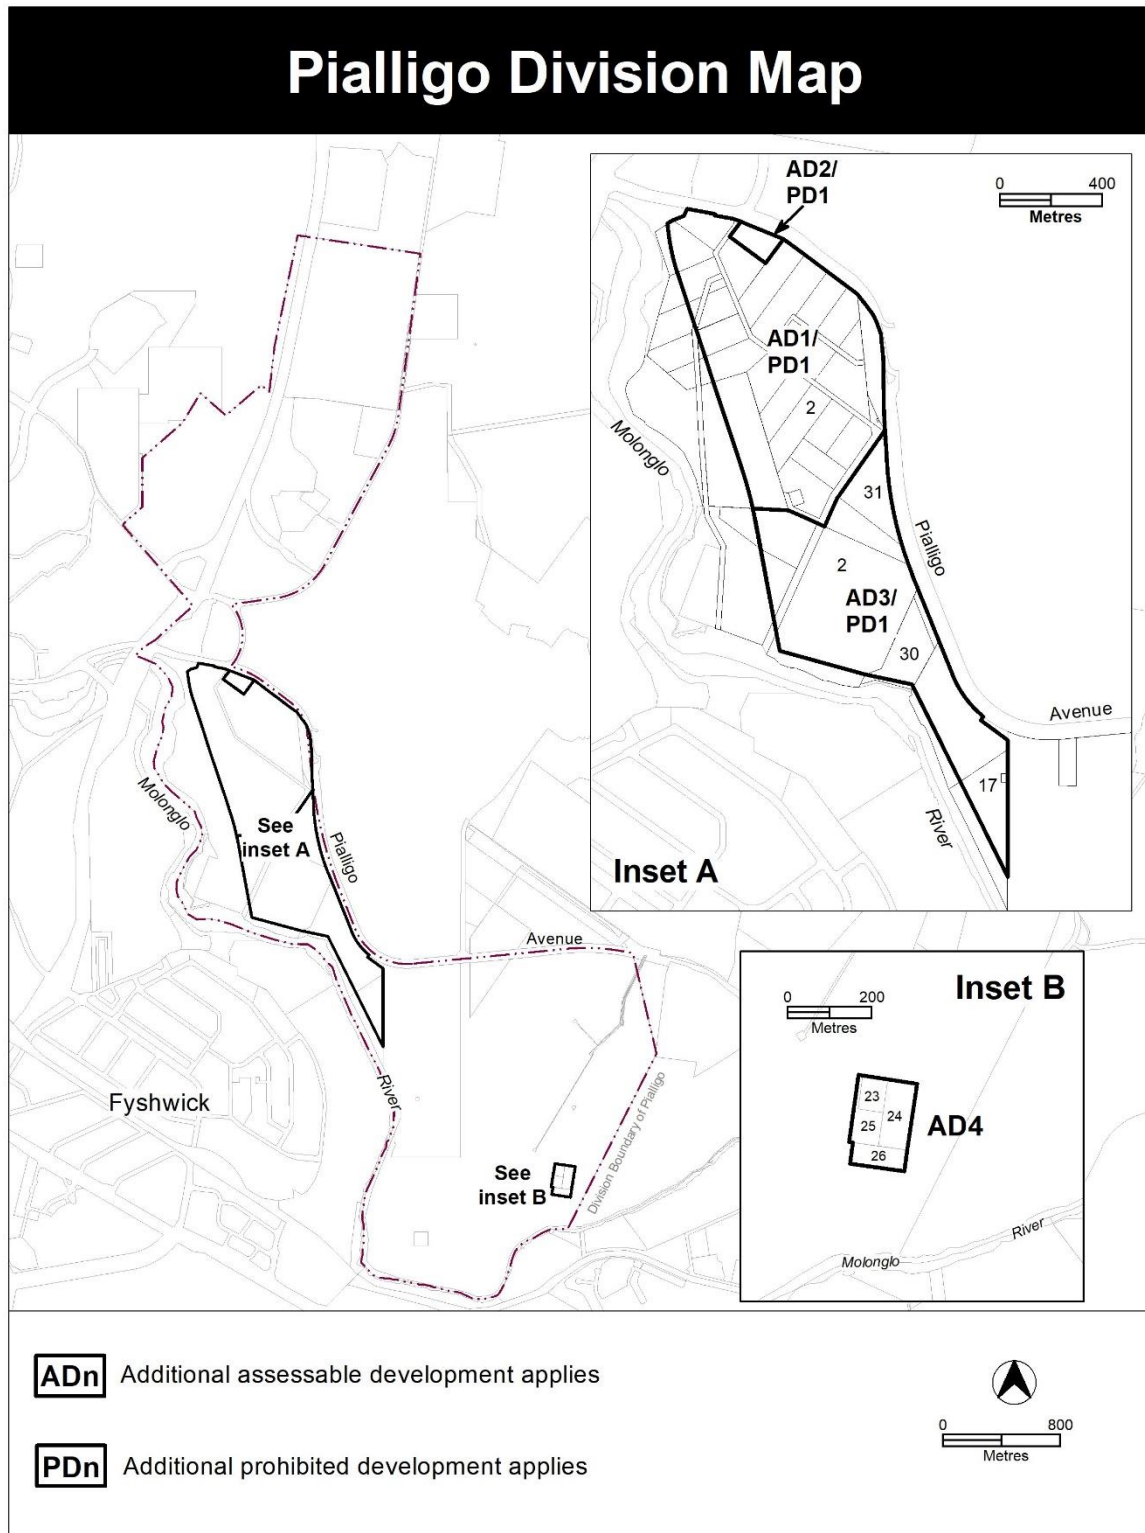 Pialligo Division Map
AD2/
PD1
0 400
Metres
AD1/
PD1
2
Molonglo
31
Pialligo
2
AD3/
PD1
30
Avenue
17
River
Inset A
Molonglo
See
inset A
Pialligo
Avenue
River
Fyshwick
See
inset B
Division Boundary of Pialligo
Inset B
0 200
Metres
23
24
25
26
AD4
River
Molonglo
ADn Additional assessable development applies
PDn Additional prohibited development applies
0 800
Metres